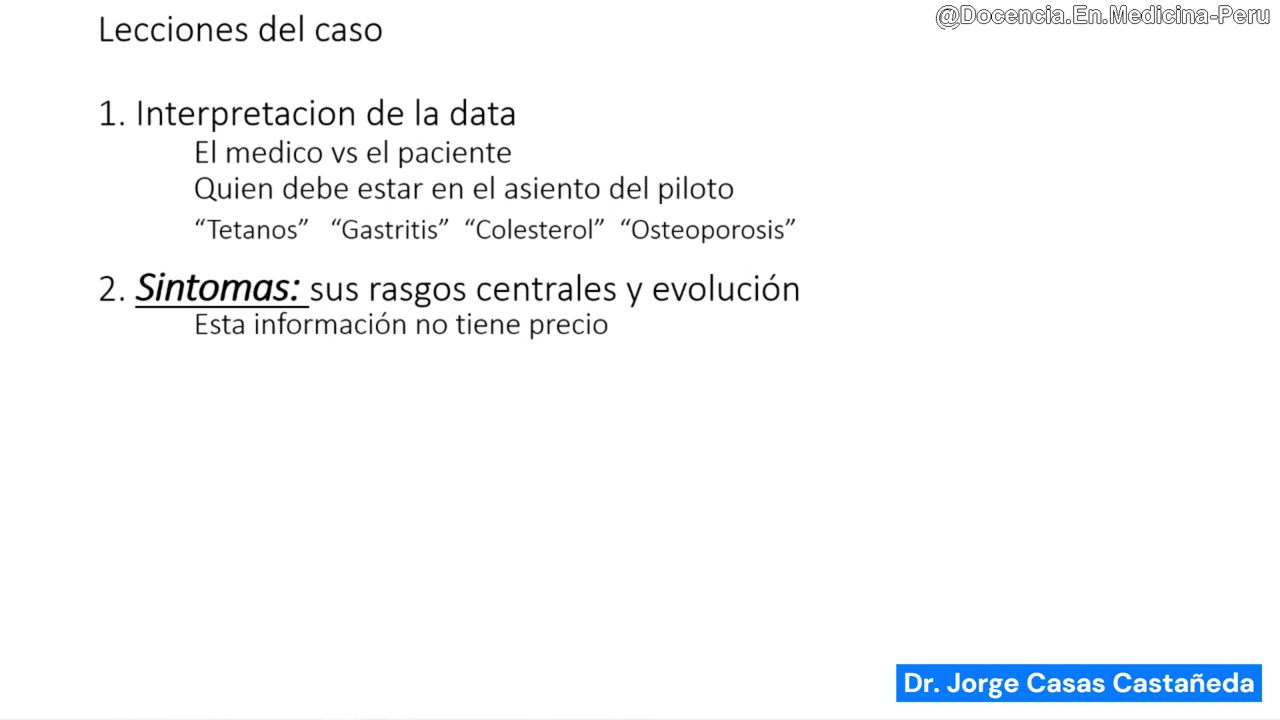 @Docencia.En.Medicina-Peru
Lecciones del caso
1. Interpretacion de la data
El medico vs el paciente
Quien debe estar en el asiento del piloto
“Tetanos” “Gastritis” “Colesterol” “Osteoporosis”
2. Sintomas: sus rasgos centrales y evolución
Esta información no tiene precio
Dr. Jorge Casas Castañeda